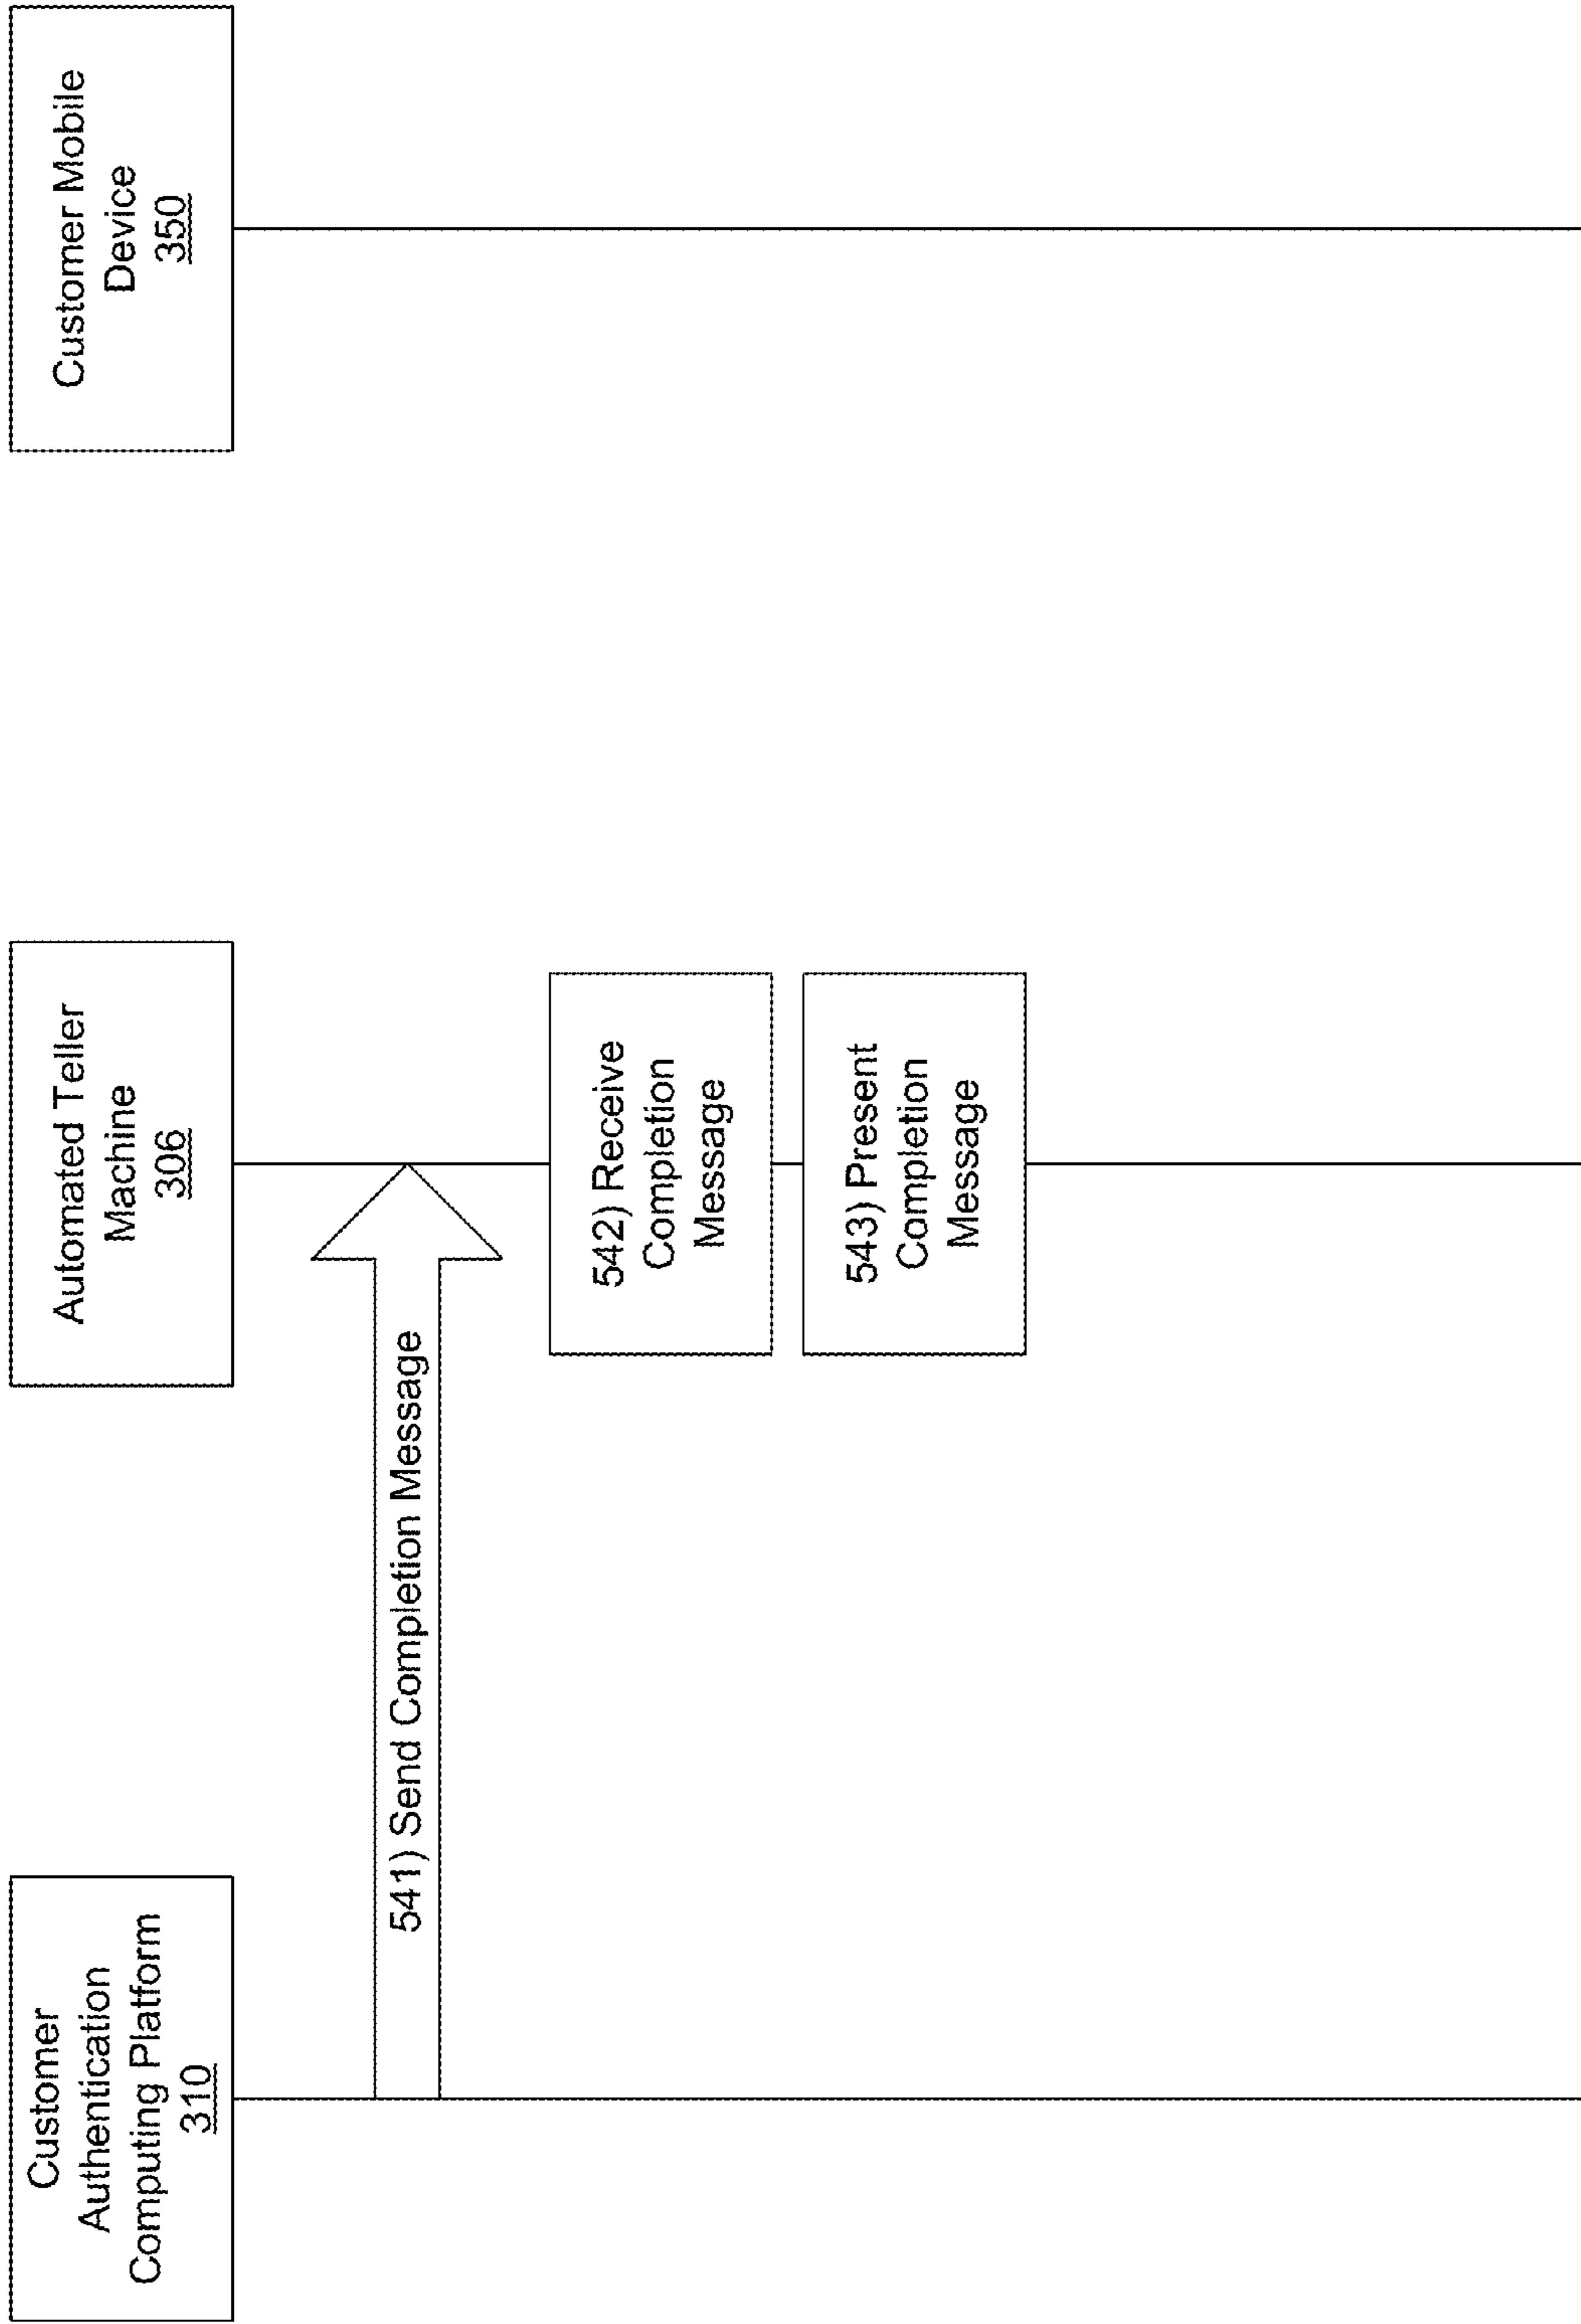 Customer
Authentication
Computing Platform
310
Automated Teller
Machine
306
Customer Mobile
Device
350
541) Send Completion Message
542) Receive
Completion
Message
543) Present
Completion
Message